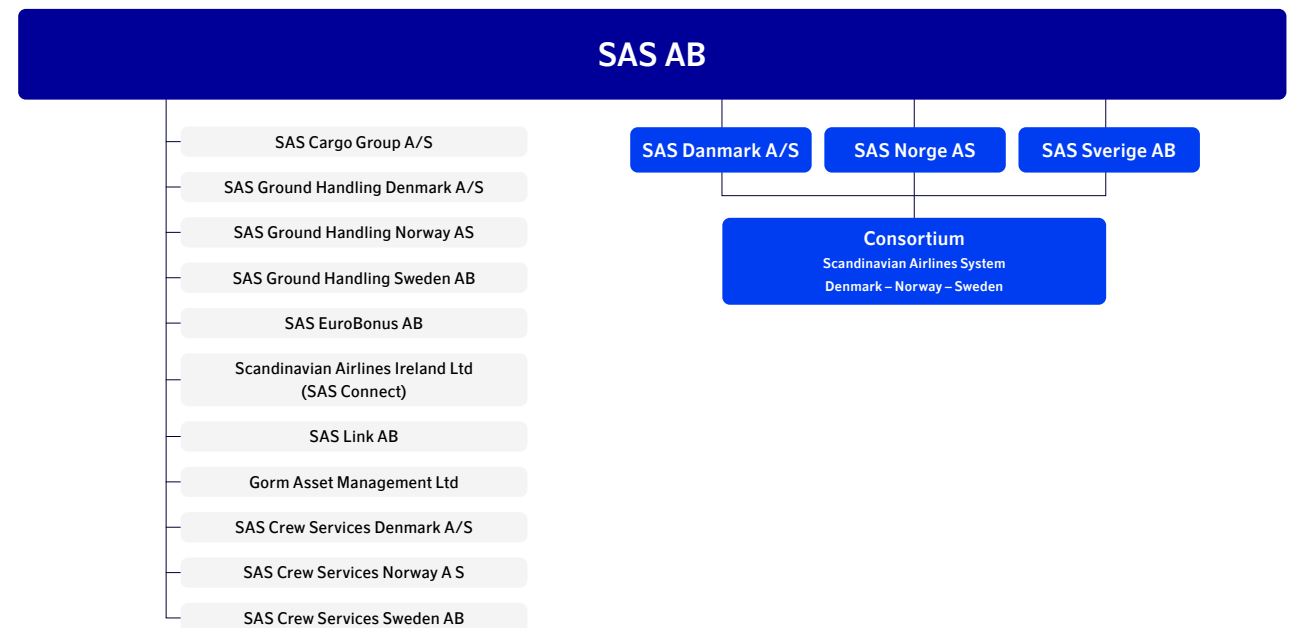 SAS AB
SAS Cargo Group A/S
SAS Ground Handling Denmark A/S
SAS Ground Handling Norway AS
SAS Ground Handling Sweden AB
SAS EuroBonus AB
Scandinavian Airlines Ireland Ltd
(SAS Connect)
SAS Link AB
Gorm Asset Management Ltd
SAS Crew Services Denmark A/S
SAS Crew Services Norway A S
SAS Crew Services Sweden AB
SAS Danmark A/S
SAS Norge AS
SAS Sverige AB
Consortium
Scandinavian Airlines System
Denmark – Norway – Sweden